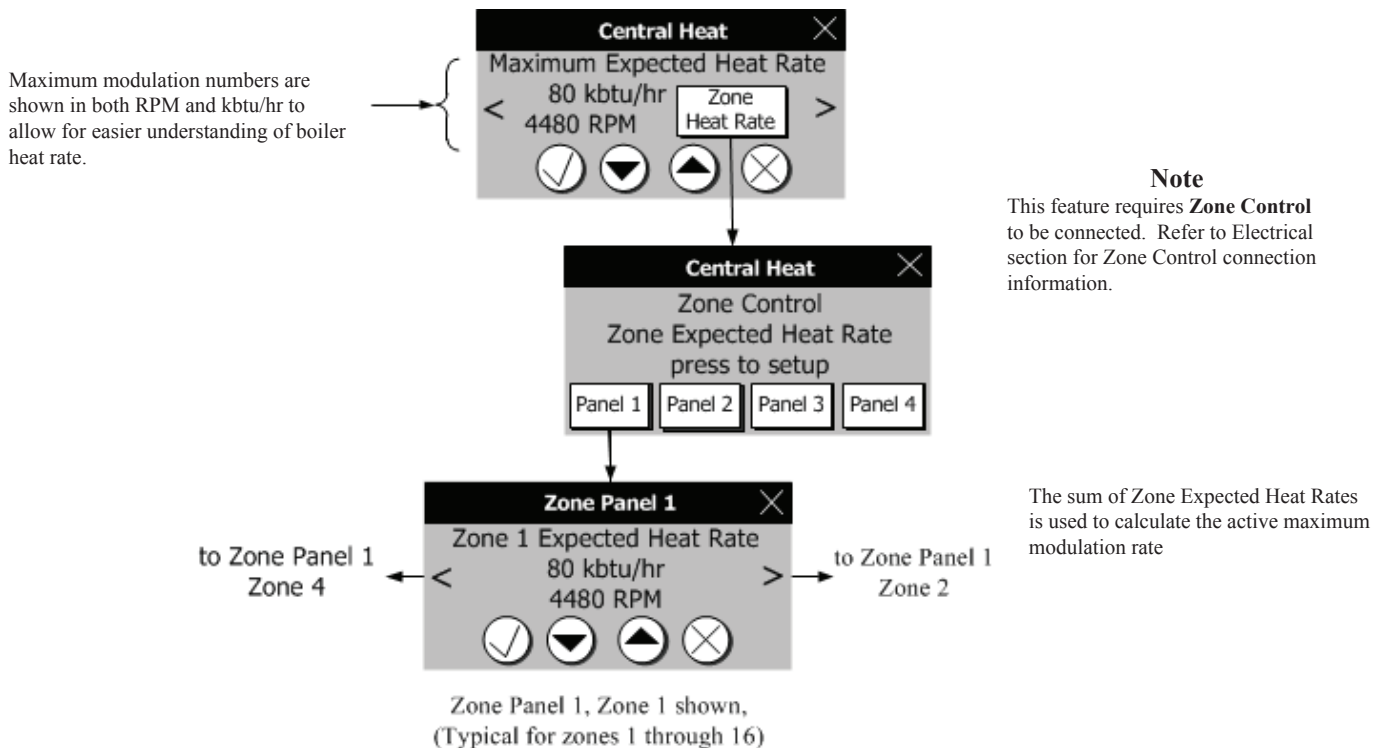 Central Heat
Maximum Expected Heat Rate
80 kbtu/hr
4480 RPM
Zone
Heat Rate
<
>
Maximum modulation numbers are
shown in both RPM and kbtu/hr to
allow for easier understanding of boiler
heat rate.
Note
This feature requires Zone Control
to be connected. Refer to Electrical
section for Zone Control connection
information.
Central Heat
Zone Control
Zone Expected Heat Rate
press to setup
Panel 1
Panel 2
Panel 3
Panel 4
Zone Panel 1
Zone 1 Expected Heat Rate
80 kbtu/hr
4480 RPM
<
>
to Zone Panel 1
Zone 4
to Zone Panel 1
Zone 2
The sum of Zone Expected Heat Rates
is used to calculate the active maximum
modulation rate
Zone Panel 1, Zone 1 shown,
(Typical for zones 1 through 16)